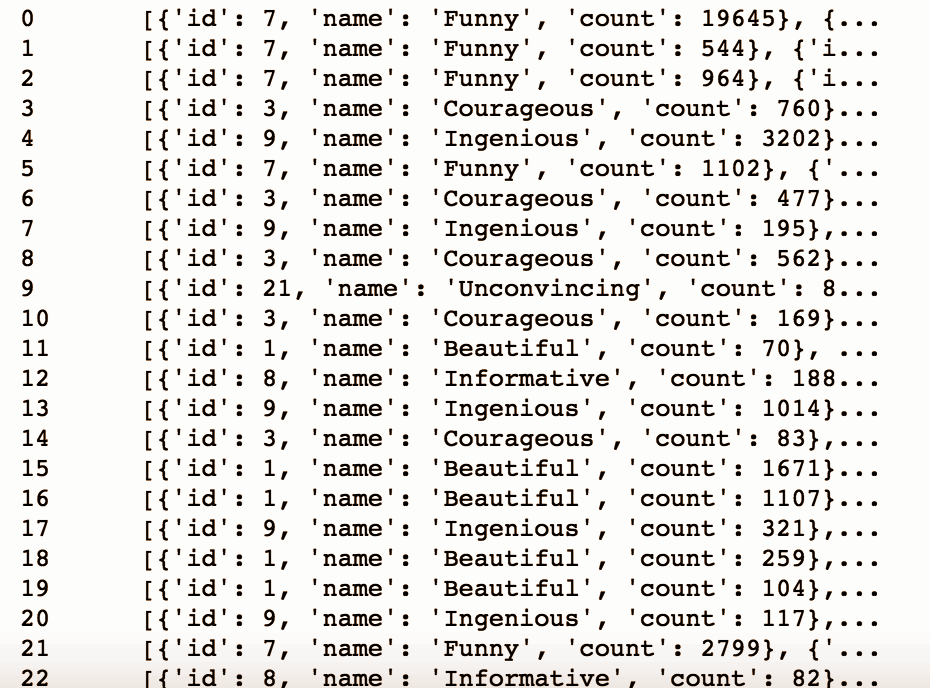 0 [{'id': 7, 'name': 'Funny', 'count': 19645}, {...
1 [{'id': 7, 'name': 'Funny', 'count': 544}, {'i...
2 [{'id': 7, 'name': 'Funny', 'count': 964}, {'i...
3 [{'id': 3, 'name': 'Courageous', 'count': 760}...
4 [{'id': 9, 'name': 'Ingenious', 'count': 3202}...
5 [{'id': 7, 'name': 'Funny', 'count': 1102}, {'...
6 [{'id': 3, 'name': 'Courageous', 'count': 477}...
7 [{'id': 9, 'name': 'Ingenious', 'count': 195},...
8 [{'id': 3, 'name': 'Courageous', 'count': 562}...
9 [{'id': 21, 'name': 'Unconvincing', 'count': 8...
10 [{'id': 3, 'name': 'Courageous', 'count': 169}...
11 [{'id': 1, 'name': 'Beautiful', 'count': 70}, ...
12 [{'id': 8, 'name': 'Informative', 'count': 188...
13 [{'id': 9, 'name': 'Ingenious', 'count': 1014}...
14 [{'id': 3, 'name': 'Courageous', 'count': 83},...
15 [{'id': 1, 'name': 'Beautiful', 'count': 1671}...
16 [{'id': 1, 'name': 'Beautiful', 'count': 1107}...
17 [{'id': 9, 'name': 'Ingenious', 'count': 321},...
18 [{'id': 1, 'name': 'Beautiful', 'count': 259},...
19 [{'id': 1, 'name': 'Beautiful', 'count': 104},...
20 [{'id': 9, 'name': 'Ingenious', 'count': 117},...
21 [{'id': 7, 'name': 'Funny', 'count': 2799}, {'...
22 [{'id': 8, 'name': 'Informative', 'count': 82}...